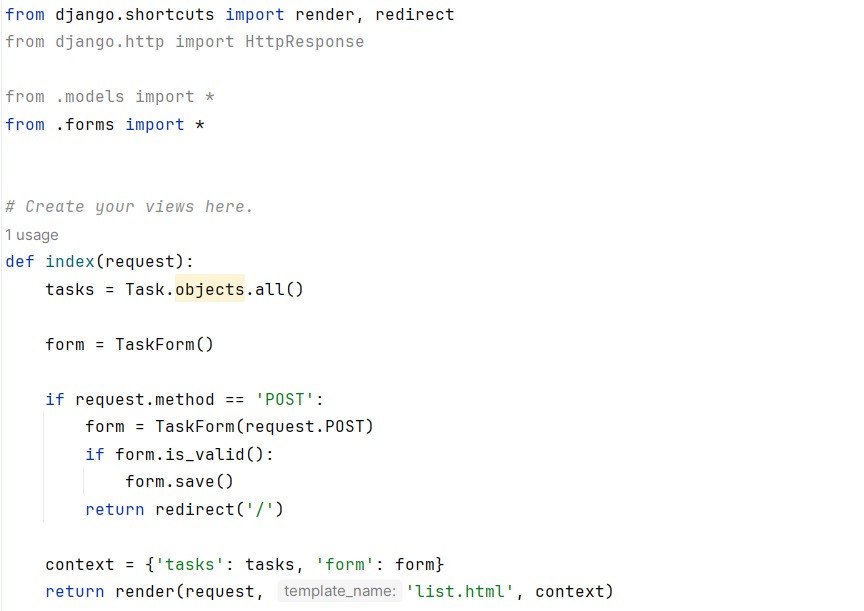 from django.shortcuts import render, redirect
from django.http import HttpResponse
from .models import *
from .forms import *
# Create your views here.
1 usage
def index(request):
    tasks = Task.objects.all()
    form = TaskForm()
    if request.method == 'POST':
        form = TaskForm(request.POST)
        if form.is_valid():
            form.save()
        return redirect('/')
    context = {'tasks': tasks, 'form': form}
    return render(request, template_name: 'list.html', context)